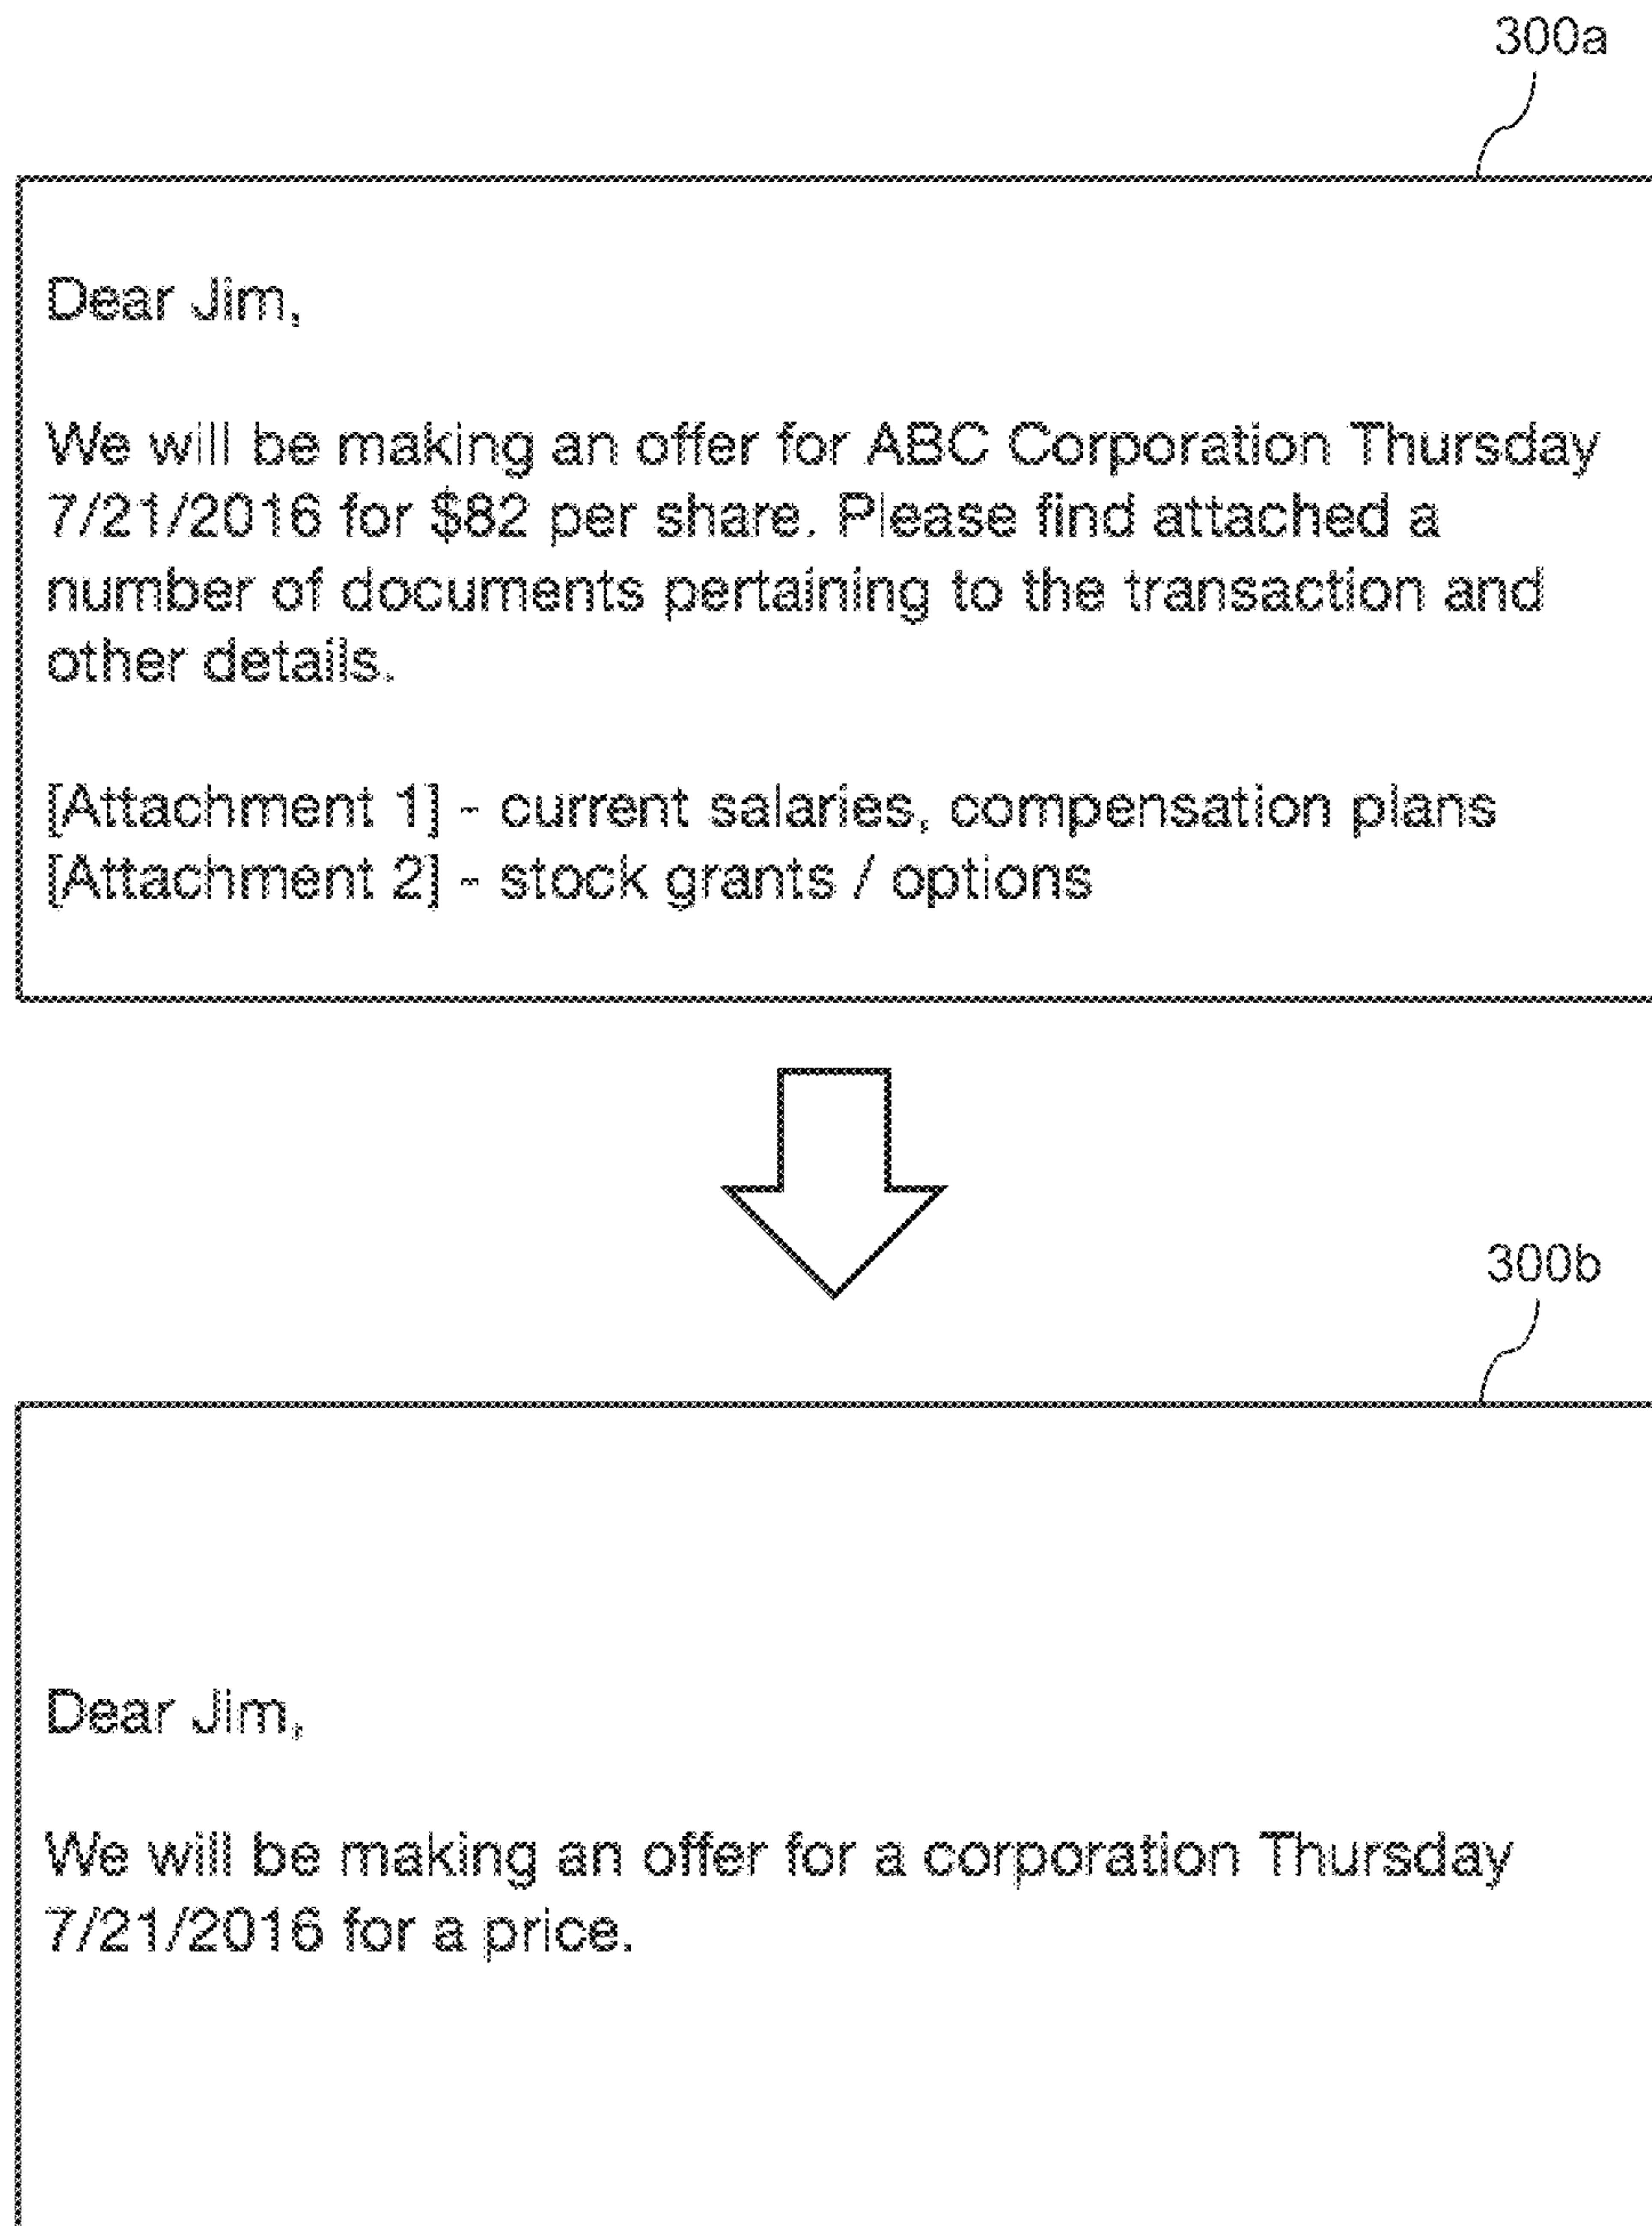 300a
Dear Jim,
We will be making an offer for ABC Corporation Thursday
7/21/2016 for $82 per share. Please find attached a
number of documents pertaining to the transaction and
other details.
[Attachment 1] - current salaries, compensation plans
[Attachment 2] - stock grants / options
300b
Dear Jim,
We will be making an offer for a corporation Thursday
7/21/2016 for a price.